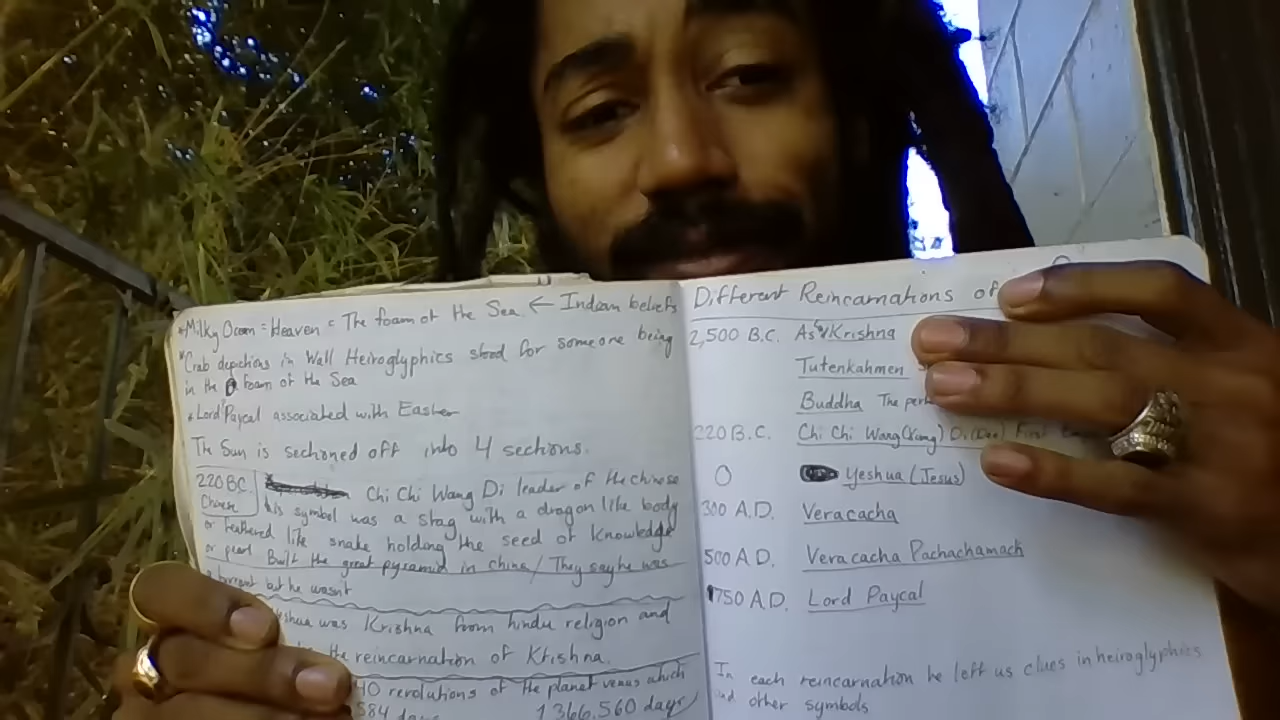 *Milky Ocean = Heaven = The foam of the Sea ← Indian beliefs
*Crab depictions in Wall Heiroglyphics stood for someone being
in the foam of the Sea
*Lord Paycal associated with Easter
The Sun is sectioned off into 4 sections.
220 B.C.
Chinese
Chi Chi Wang Di leader of the chinese
his symbol was a stag with a dragon like body
or feathered like snake holding the seed of knowledge
or pearl Built the great pyramid in china / They say he was
but he wasn't
was Krishna from hindu religion and
the reincarnation of Krishna.
40 revolutions of the planet venus which
584 days 1,366,560 days
Different Reincarnations of
2,500 B.C. As Krishna
Tutenkahmen
Buddha The
220 B.C. Chi Chi Wang Di First
0 Yeshua (Jesus)
300 A.D. Veracacha
500 A.D. Veracacha Pachachamach
750 A.D. Lord Paycal
In each reincarnation he left us clues in heiroglyphics
and other symbols